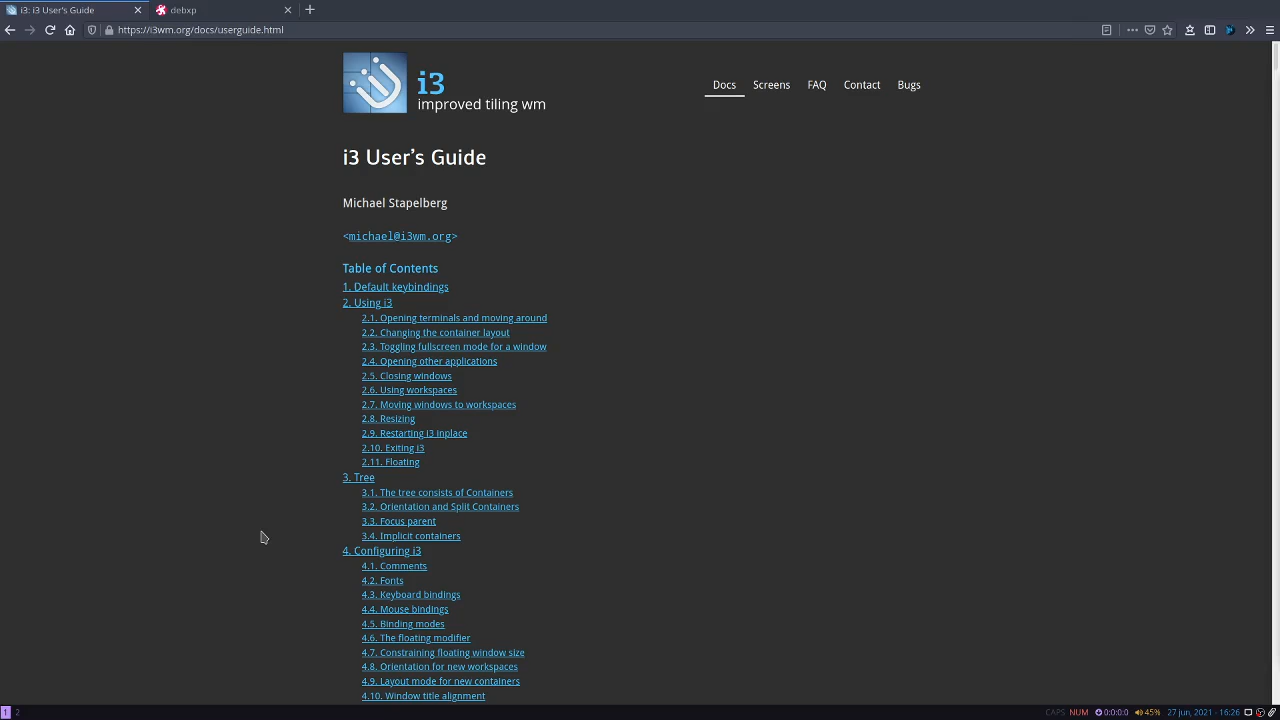 i3: i3 User's Guide
debxp
https://i3wm.org/docs/userguide.html
i3
improved tiling wm
Docs Screens FAQ Contact Bugs
i3 User’s Guide
Michael Stapelberg
<michael@i3wm.org>
Table of Contents
1. Default keybindings
2. Using i3
2.1. Opening terminals and moving around
2.2. Changing the container layout
2.3. Toggling fullscreen mode for a window
2.4. Opening other applications
2.5. Closing windows
2.6. Using workspaces
2.7. Moving windows to workspaces
2.8. Resizing
2.9. Restarting i3 inplace
2.10. Exiting i3
2.11. Floating
3. Tree
3.1. The tree consists of Containers
3.2. Orientation and Split Containers
3.3. Focus parent
3.4. Implicit containers
4. Configuring i3
4.1. Comments
4.2. Fonts
4.3. Keyboard bindings
4.4. Mouse bindings
4.5. Binding modes
4.6. The floating modifier
4.7. Constraining floating window size
4.8. Orientation for new workspaces
4.9. Layout mode for new containers
4.10. Window title alignment
1 2 CAPS NUM 0:0:0:0 45% 27 jun, 2021 - 16:26